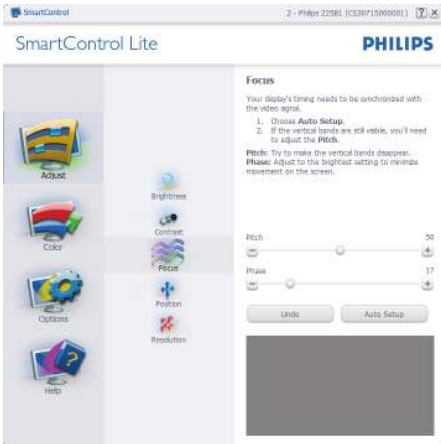 SmartControl
2 - Philips 225B1 (CS30715000001)
SmartControl Lite
PHILIPS
Adjust
Color
Options
Help
Brightness
Contrast
Focus
Position
Resolution
Focus
Your display's timing needs to be synchronized with
the video signal.
1. Choose Auto Setup.
2. If the vertical bands are still visible, you'll need
to adjust the Pitch.
Pitch: Try to make the vertical bands disappear.
Phase: Adjust to the brightest setting to minimize
movement on the screen.
Pitch 50
Phase 17
Undo
Auto Setup